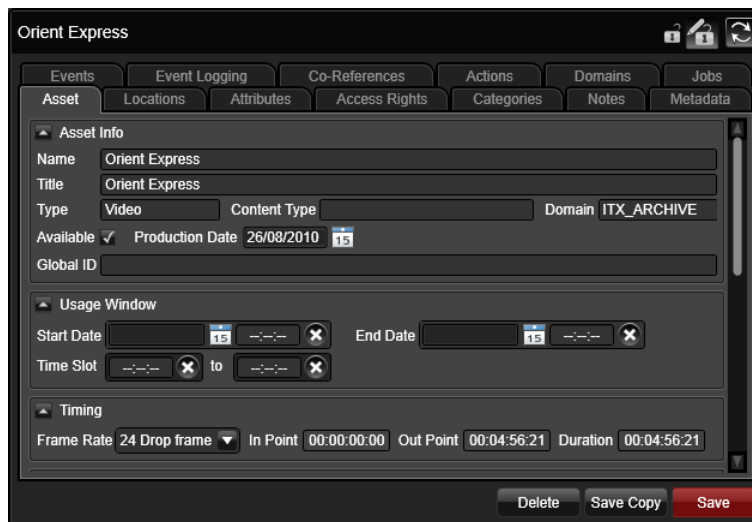 Orient Express
Events Event Logging Co-References Actions Domains Jobs
Asset Locations Attributes Access Rights Categories Notes Metadata
Asset Info
Name Orient Express
Title Orient Express
Type Video Content Type Domain ITX_ARCHIVE
Available Production Date 26/08/2010 15
Global ID
Usage Window
Start Date 15 --:--:-- End Date 15 --:--:--
Time Slot --:--:-- to --:--:--
Timing
Frame Rate 24 Drop frame In Point 00:00:00:00 Out Point 00:04:56:21 Duration 00:04:56:21
Delete Save Copy Save